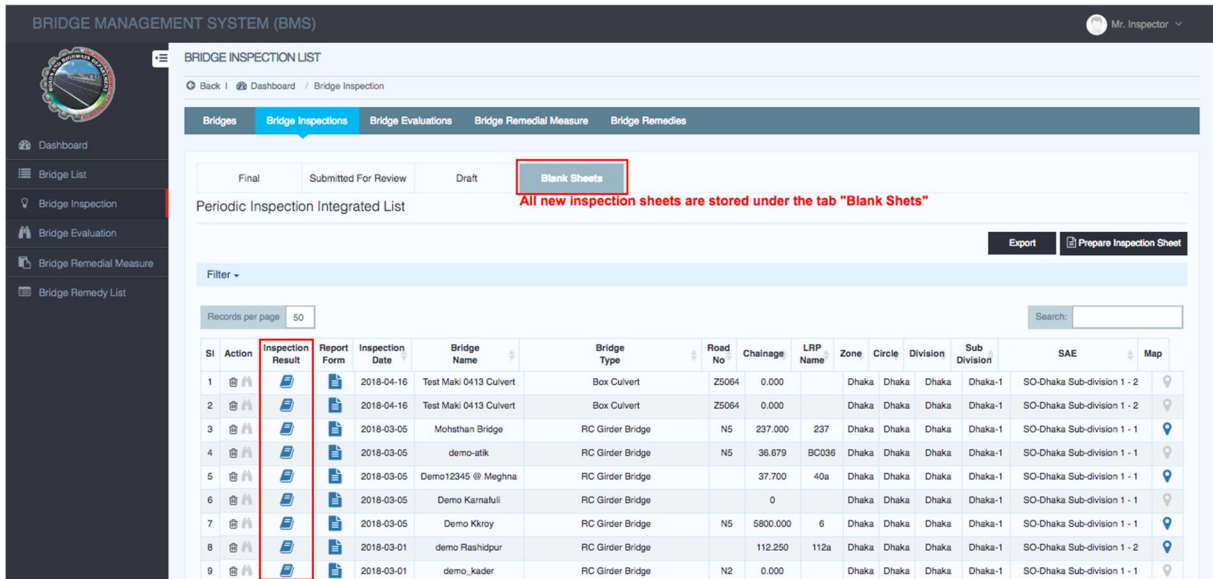 BRIDGE MANAGEMENT SYSTEM (BMS)
Mr. Inspector
BRIDGE INSPECTION LIST
Back | Dashboard / Bridge Inspection
Bridges Bridge Inspections Bridge Evaluations Bridge Remedial Measure Bridge Remedies
Dashboard
Bridge List
Bridge Inspection
Bridge Evaluation
Bridge Remedial Measure
Bridge Remedy List
Final Submitted For Review Draft Blank Sheets
All new inspection sheets are stored under the tab "Blank Shets"
Periodic Inspection Integrated List
Export Prepare Inspection Sheet
Filter
Records per page 50
Search:
Sl Action Inspection Result Report Form Inspection Date Bridge Name Bridge Type Road No Chainage LRP Name Zone Circle Division Sub Division SAE Map
1 2018-04-16 Test Maki 0413 Culvert Box Culvert Z5064 0.000 Dhaka Dhaka Dhaka Dhaka-1 SO-Dhaka Sub-division 1 - 2
2 2018-04-16 Test Maki 0413 Culvert Box Culvert Z5064 0.000 Dhaka Dhaka Dhaka Dhaka-1 SO-Dhaka Sub-division 1 - 2
3 2018-03-05 Mohsthan Bridge RC Girder Bridge N5 237.000 237 Dhaka Dhaka Dhaka Dhaka-1 SO-Dhaka Sub-division 1 - 1
4 2018-03-05 demo-atik RC Girder Bridge N5 36.679 BC036 Dhaka Dhaka Dhaka Dhaka-1 SO-Dhaka Sub-division 1 - 1
5 2018-03-05 Demo12345 @ Meghna RC Girder Bridge 37.700 40a Dhaka Dhaka Dhaka Dhaka-1 SO-Dhaka Sub-division 1 - 1
6 2018-03-05 Demo Karnafuli RC Girder Bridge 0 Dhaka Dhaka Dhaka Dhaka-1 SO-Dhaka Sub-division 1 - 1
7 2018-03-05 Demo Kkroy RC Girder Bridge N5 5800.000 6 Dhaka Dhaka Dhaka Dhaka-1 SO-Dhaka Sub-division 1 - 1
8 2018-03-01 demo Rashidpur RC Girder Bridge 112.250 112a Dhaka Dhaka Dhaka Dhaka-1 SO-Dhaka Sub-division 1 - 2
9 2018-03-01 demo_kader RC Girder Bridge N2 0.000 Dhaka Dhaka Dhaka Dhaka-1 SO-Dhaka Sub-division 1 - 1